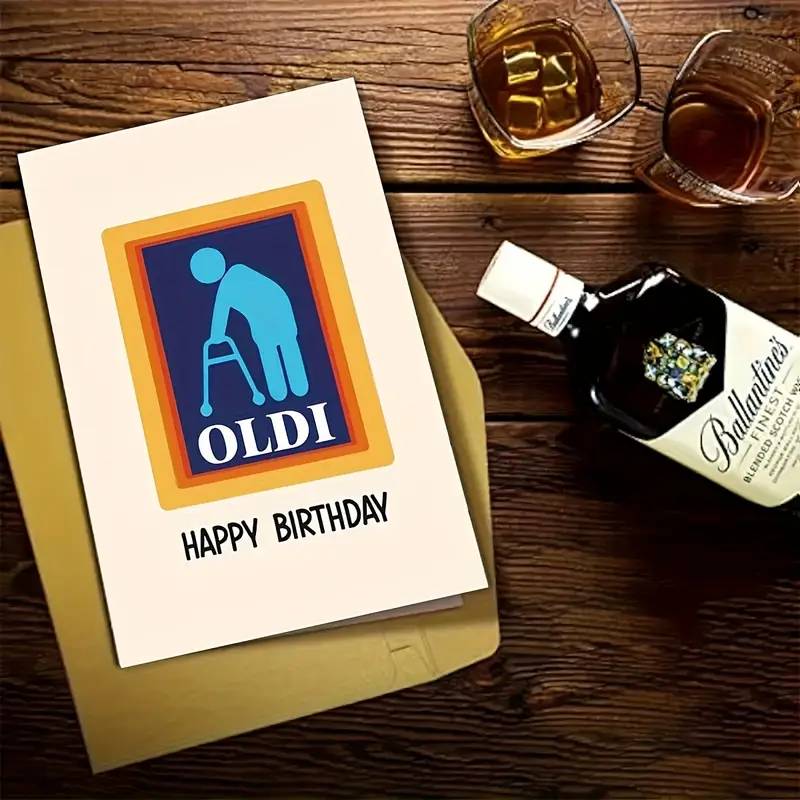 OLDI
HAPPY BIRTHDAY
Ballantine's
Ballantine's
FINEST
BLENDED SCOTCH